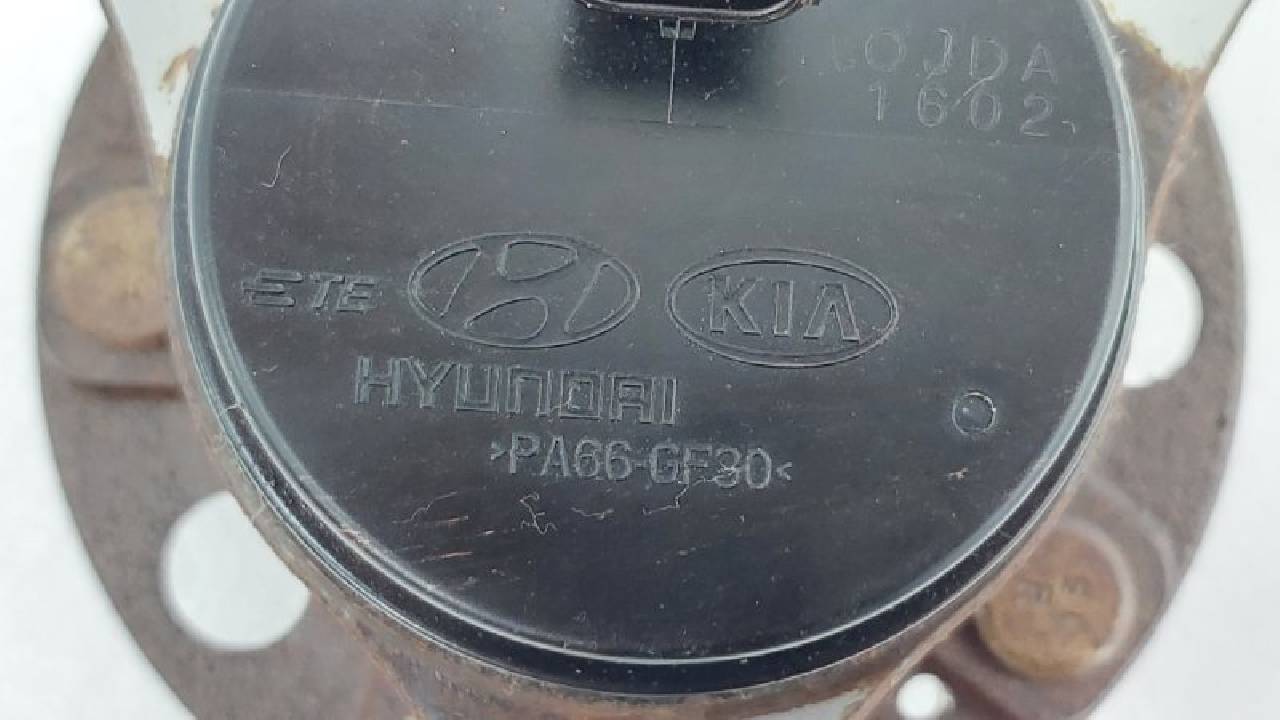 1602
ETE
KIA
HYUNDAI
>PA66-GF30<